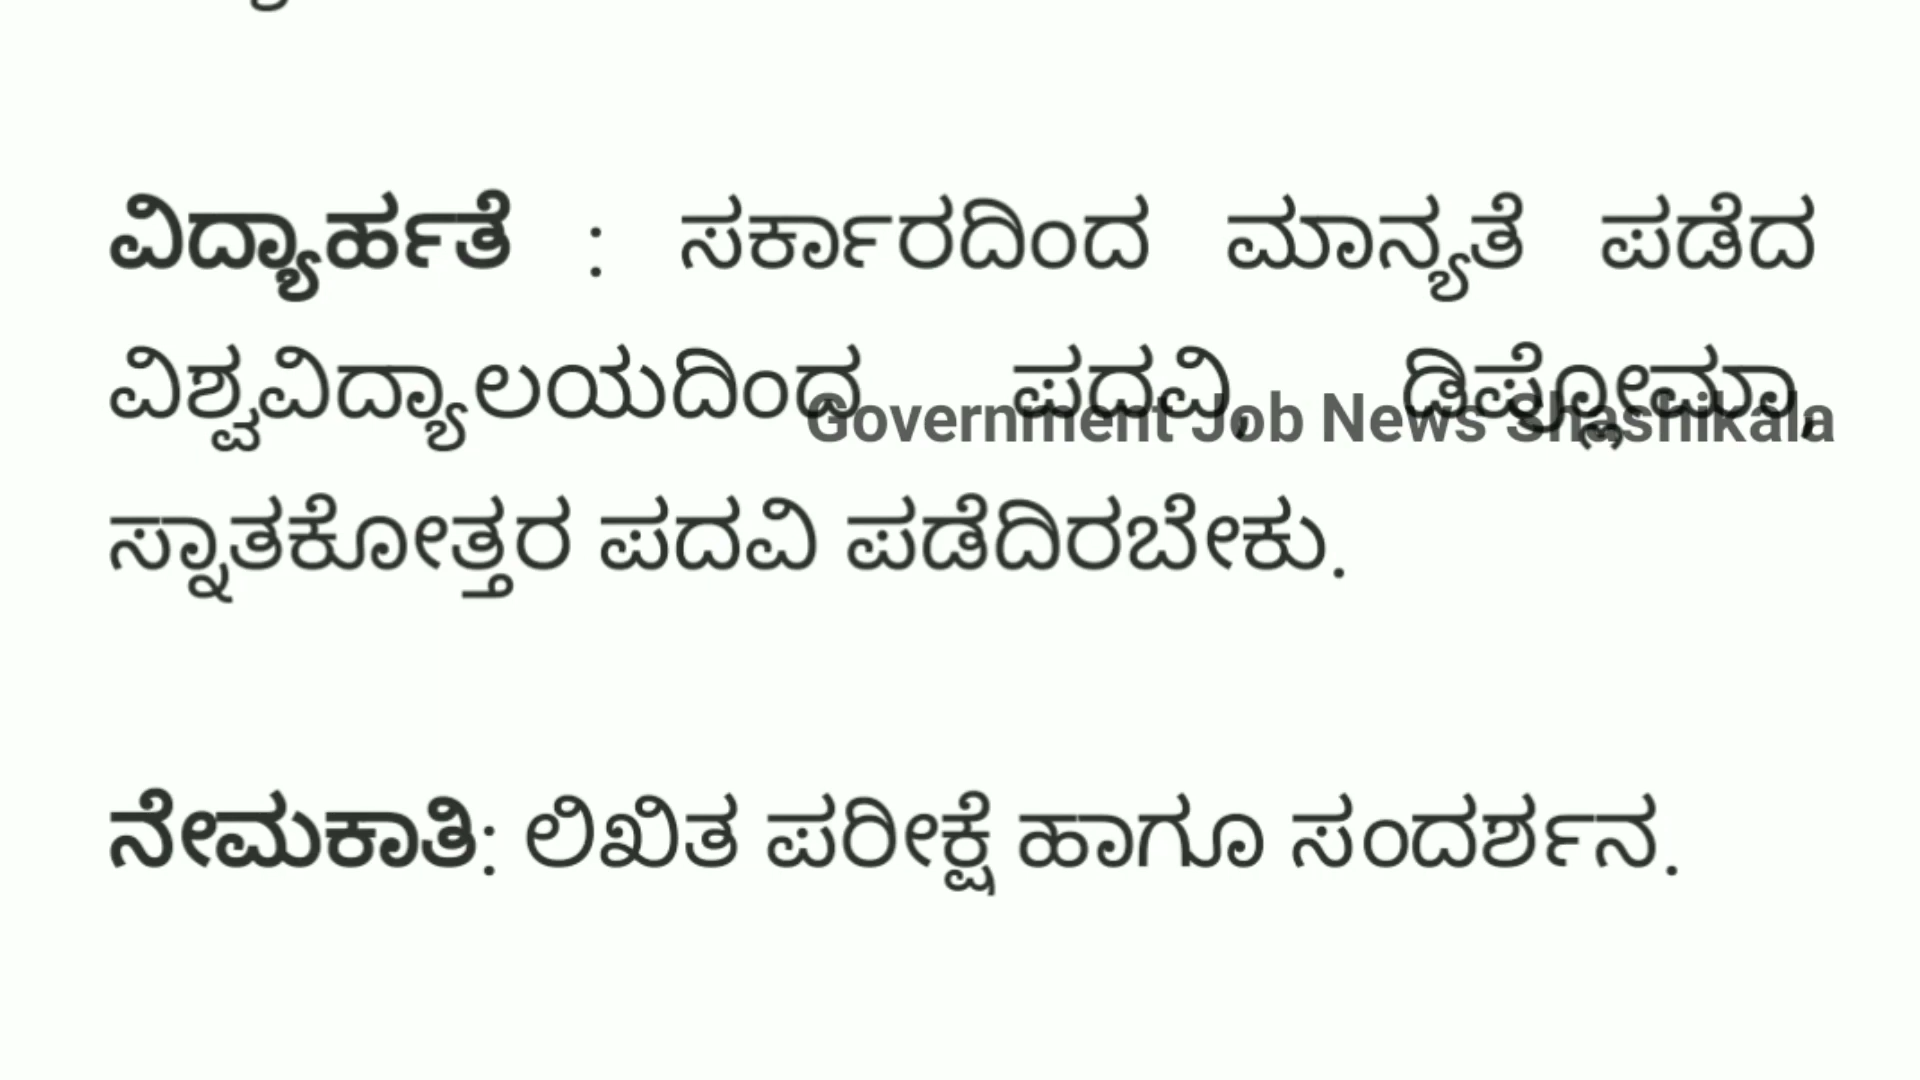 ವಿದ್ಯಾರ್ಹತೆ : ಸರ್ಕಾರದಿಂದ ಮಾನ್ಯತೆ ಪಡೆದ
ವಿಶ್ವವಿದ್ಯಾಲಯದಿಂದ ಪದವಿ, ಡಿಪ್ಲೋಮಾ,
Government Job News Shashikala
ಸ್ನಾತಕೋತ್ತರ ಪದವಿ ಪಡೆದಿರಬೇಕು.
ನೇಮಕಾತಿ: ಲಿಖಿತ ಪರೀಕ್ಷೆ ಹಾಗೂ ಸಂದರ್ಶನ.